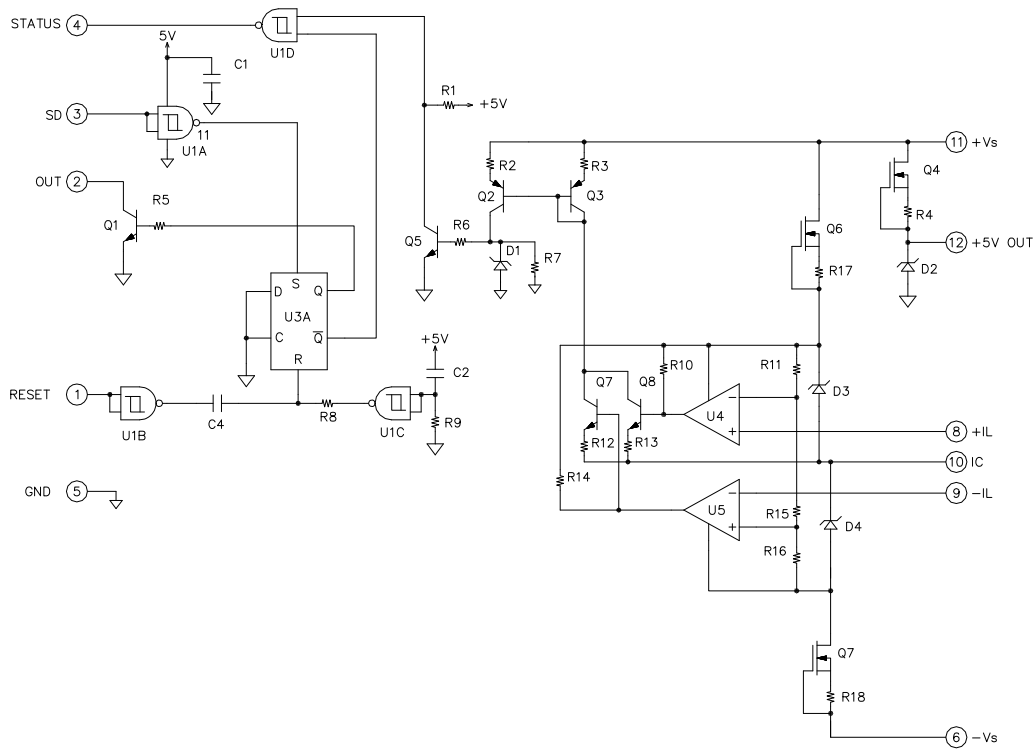 STATUS 4
5V
U1D
C1
SD 3
11
U1A
R1
+5V
11 +Vs
R2
R3
Q4
OUT 2
R5
Q2
Q3
Q1
Q5
R6
D1
R7
Q6
R4
12 +5V OUT
D2
R17
D
S
Q
U3A
C
Q̅
R
+5V
C2
RESET 1
U1B
C4
R8
U1C
R9
Q7
Q8
R10
R11
D3
U4
−
+
8 +IL
R12
R13
10 IC
R14
GND 5
9 −IL
U5
−
+
R15
D4
R16
Q7
R18
6 −Vs